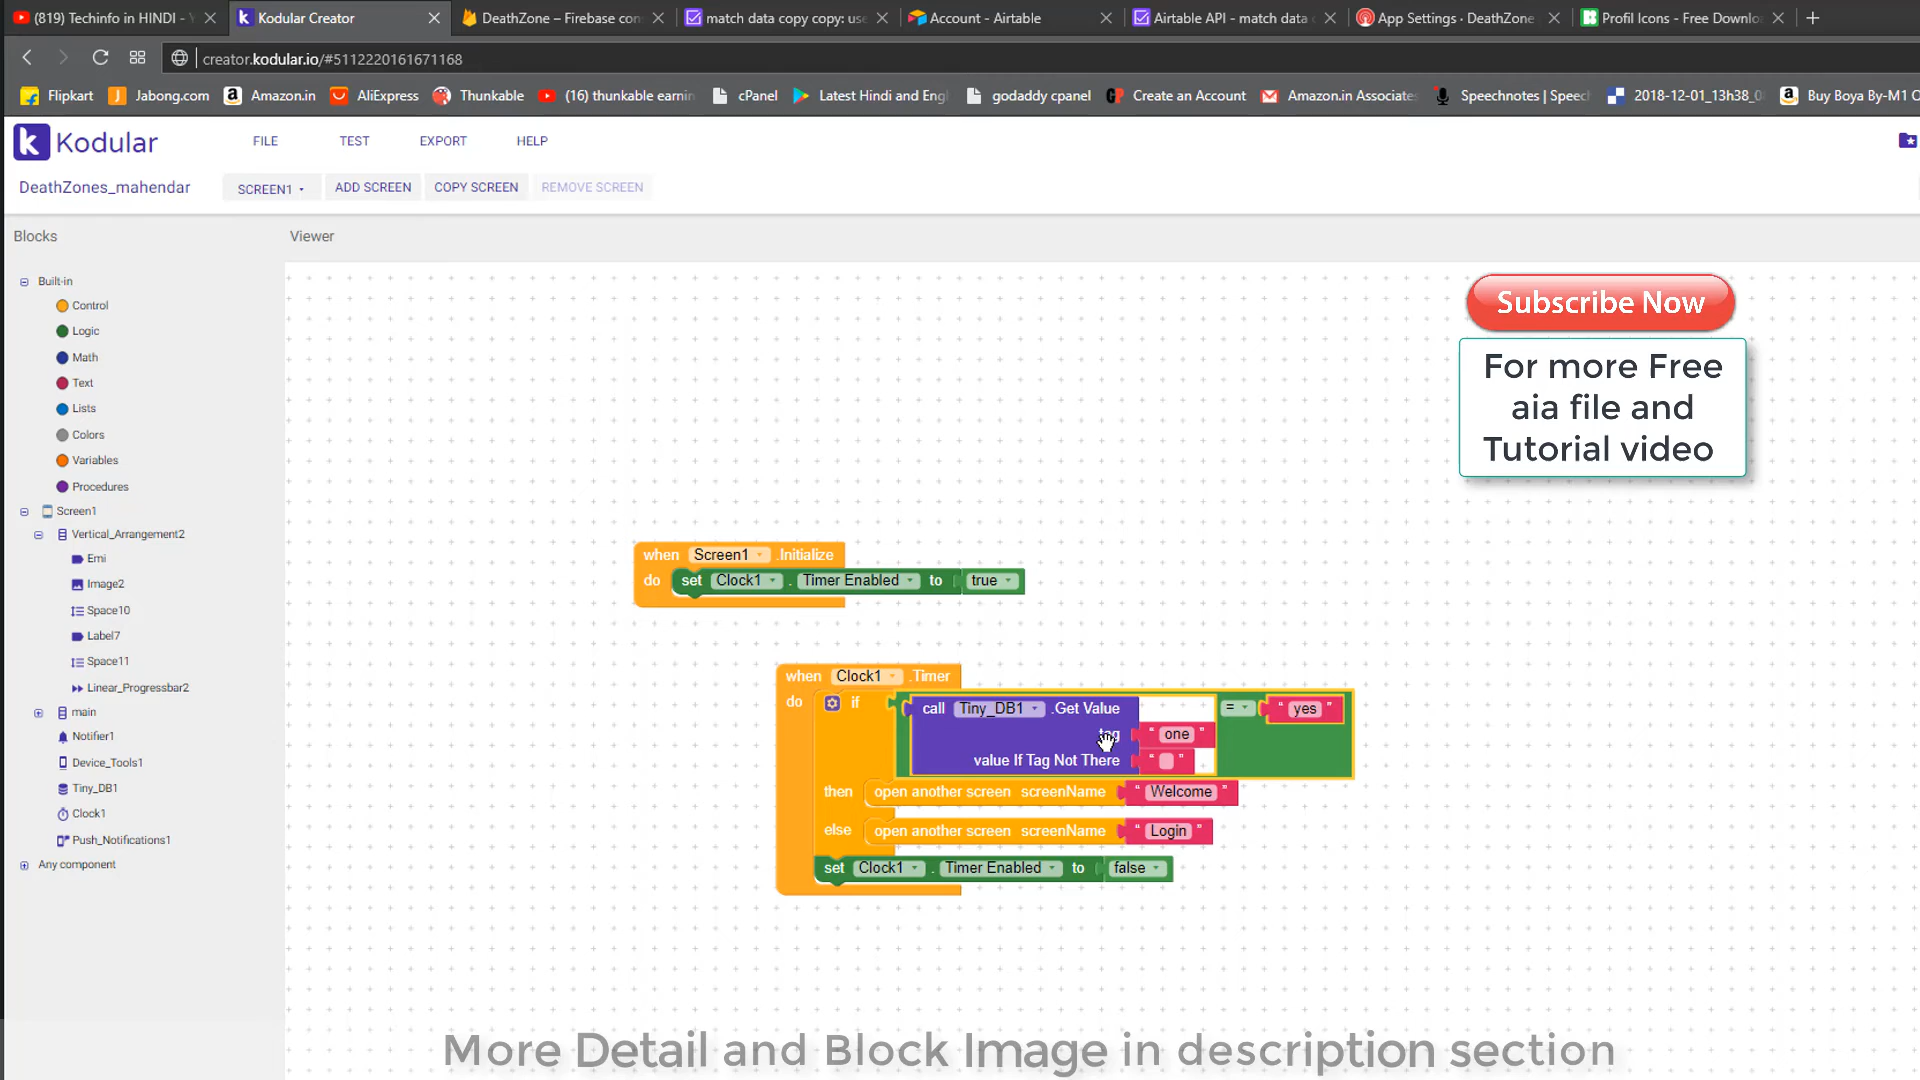 (819) Techinfo in HINDI - Y
Kodular Creator
DeathZone – Firebase con
match data copy copy: use
Account - Airtable
Airtable API - match data
App Settings · DeathZone
Profil Icons - Free Downlo
creator.kodular.io/#5112220161671168
Flipkart
Jabong.com
Amazon.in
AliExpress
Thunkable
(16) thunkable earnin
cPanel
Latest Hindi and Engl
godaddy cpanel
Create an Account
Amazon.in Associates
Speechnotes | Speec
2018-12-01_13h38_0
Buy Boya By-M1 O
Kodular
FILE
TEST
EXPORT
HELP
DeathZones_mahendar
SCREEN1
ADD SCREEN
COPY SCREEN
REMOVE SCREEN
Blocks
Viewer
Built-in
Control
Logic
Math
Text
Lists
Colors
Variables
Procedures
Screen1
Vertical_Arrangement2
Emi
Image2
Space10
Label7
Space11
Linear_Progressbar2
main
Notifier1
Device_Tools1
Tiny_DB1
Clock1
Push_Notifications1
Any component
Subscribe Now
For more Free
aia file and
Tutorial video
when Screen1 .Initialize
do set Clock1 . Timer Enabled to true
when Clock1 .Timer
do if call Tiny_DB1 .Get Value = " yes "
tag " one "
value If Tag Not There " "
then open another screen screenName " Welcome "
else open another screen screenName " Login "
set Clock1 . Timer Enabled to false
More Detail and Block Image in description section